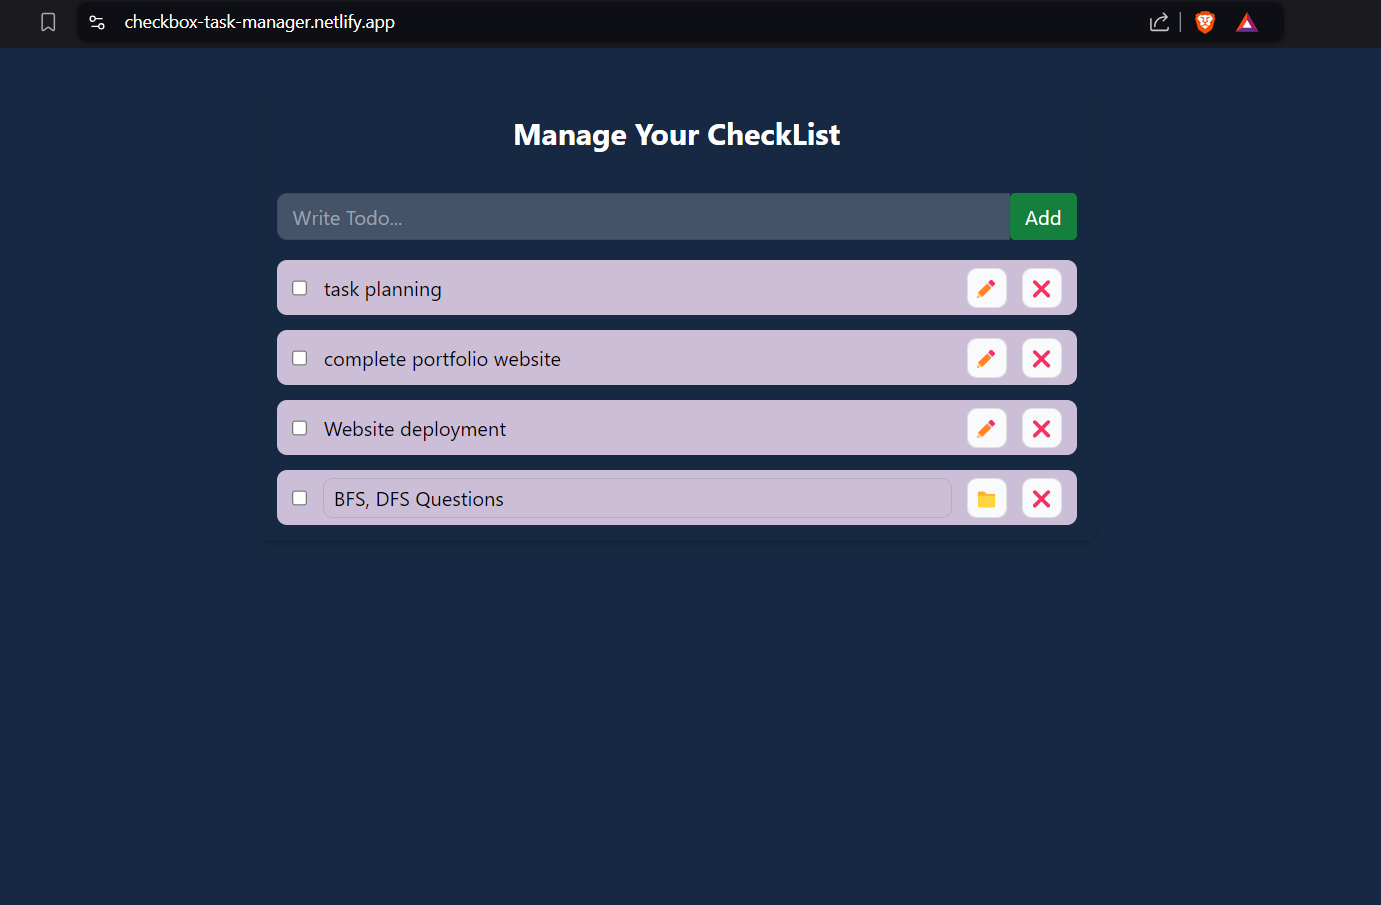 checkbox-task-manager.netlify.app
Manage Your CheckList
Write Todo...
Add
task planning
complete portfolio website
Website deployment
BFS, DFS Questions